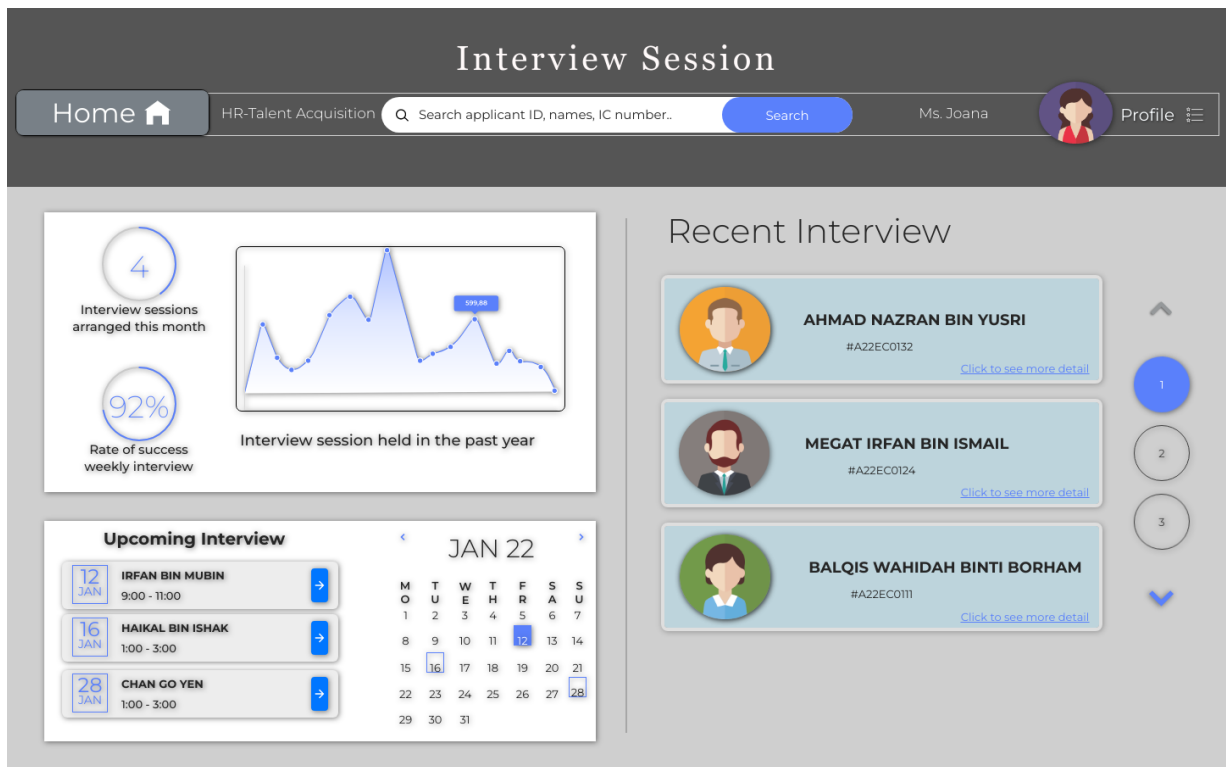 Interview Session
Home
HR-Talent Acquisition
Search applicant ID, names, IC number..
Search
Ms. Joana
Profile
4
Interview sessions
arranged this month
92%
Rate of success
weekly interview
599,88
Interview session held in the past year
Upcoming Interview
12
JAN
IRFAN BIN MUBIN
9:00 - 11:00
16
JAN
HAIKAL BIN ISHAK
1:00 - 3:00
28
JAN
CHAN GO YEN
1:00 - 3:00
JAN 22
MO TU WE TH FR SA SU
1 2 3 4 5 6 7
8 9 10 11 12 13 14
15 16 17 18 19 20 21
22 23 24 25 26 27 28
29 30 31
Recent Interview
AHMAD NAZRAN BIN YUSRI
#A22EC0132
Click to see more detail
MEGAT IRFAN BIN ISMAIL
#A22EC0124
Click to see more detail
BALQIS WAHIDAH BINTI BORHAM
#A22EC0111
Click to see more detail
1
2
3